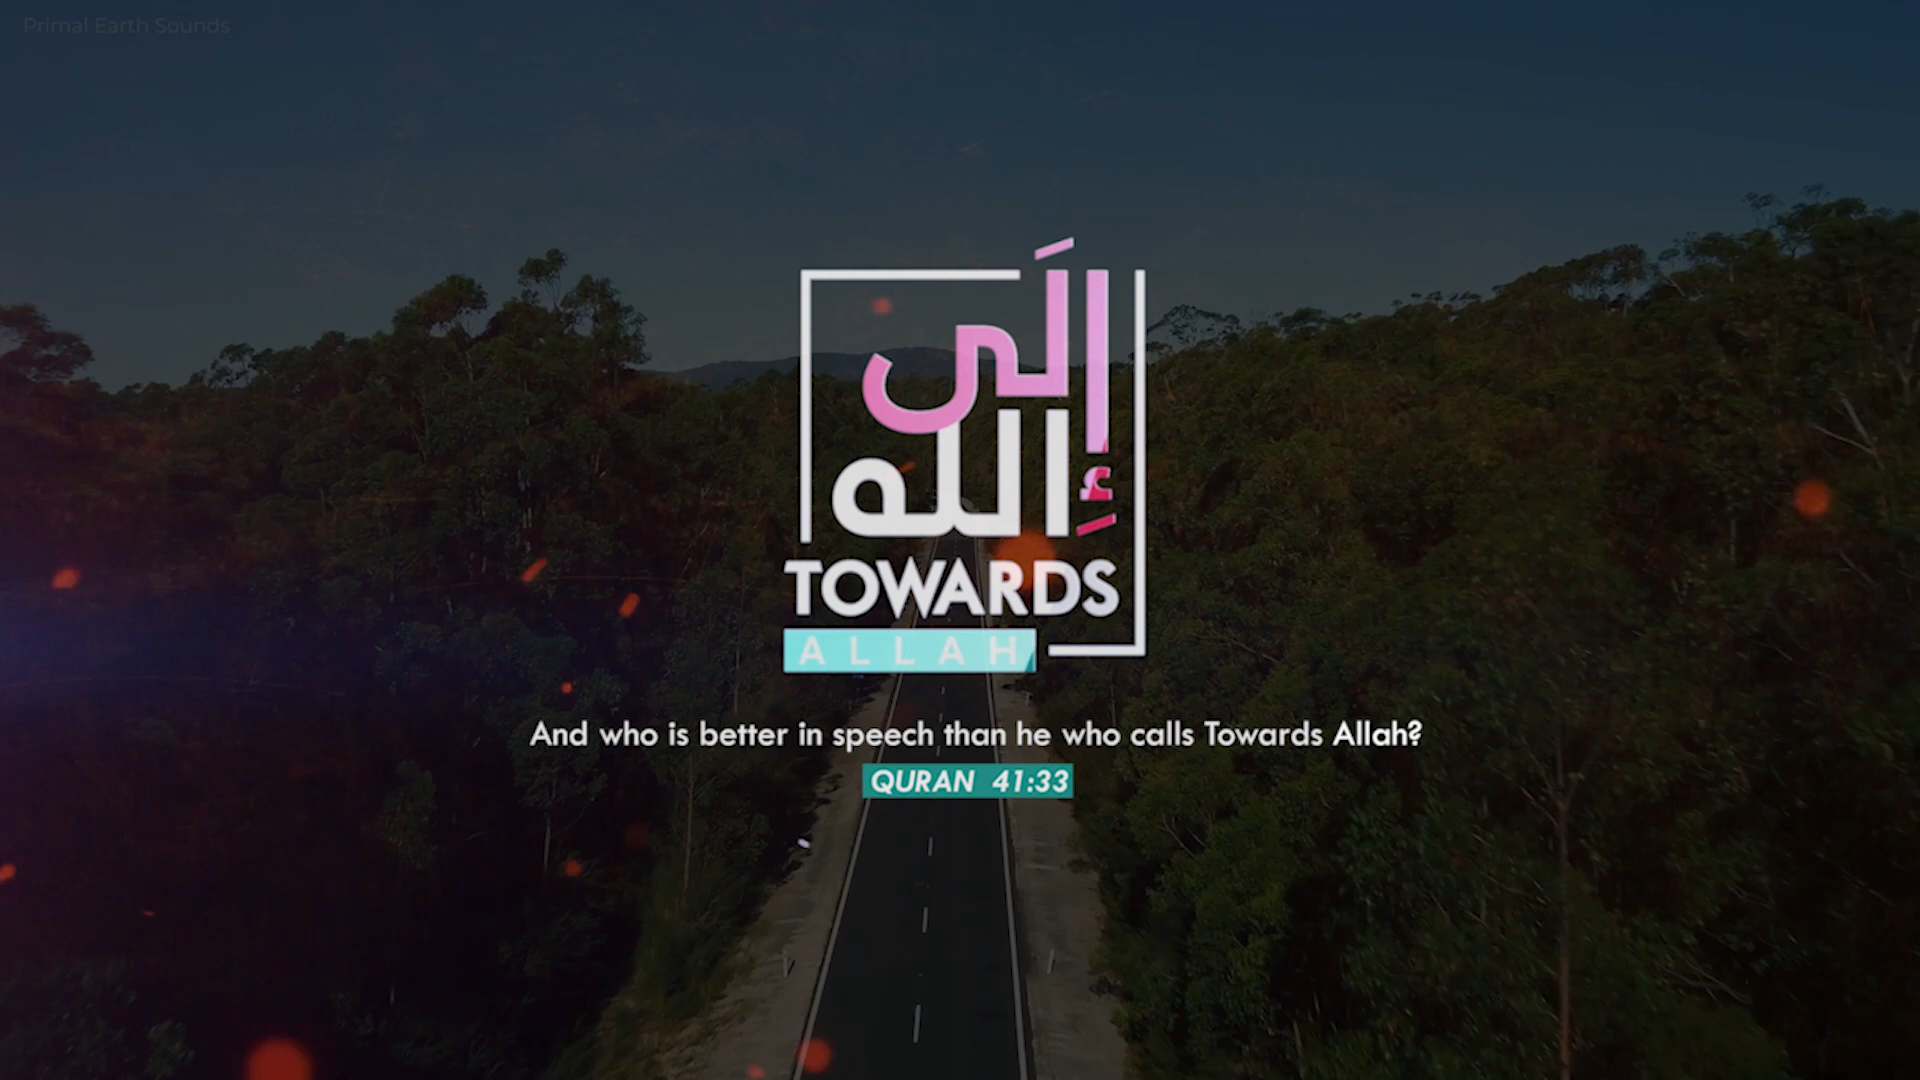 Primal Earth Sounds
إِلَى
الله
TOWARDS
ALLAH
And who is better in speech than he who calls Towards Allah?
QURAN 41:33